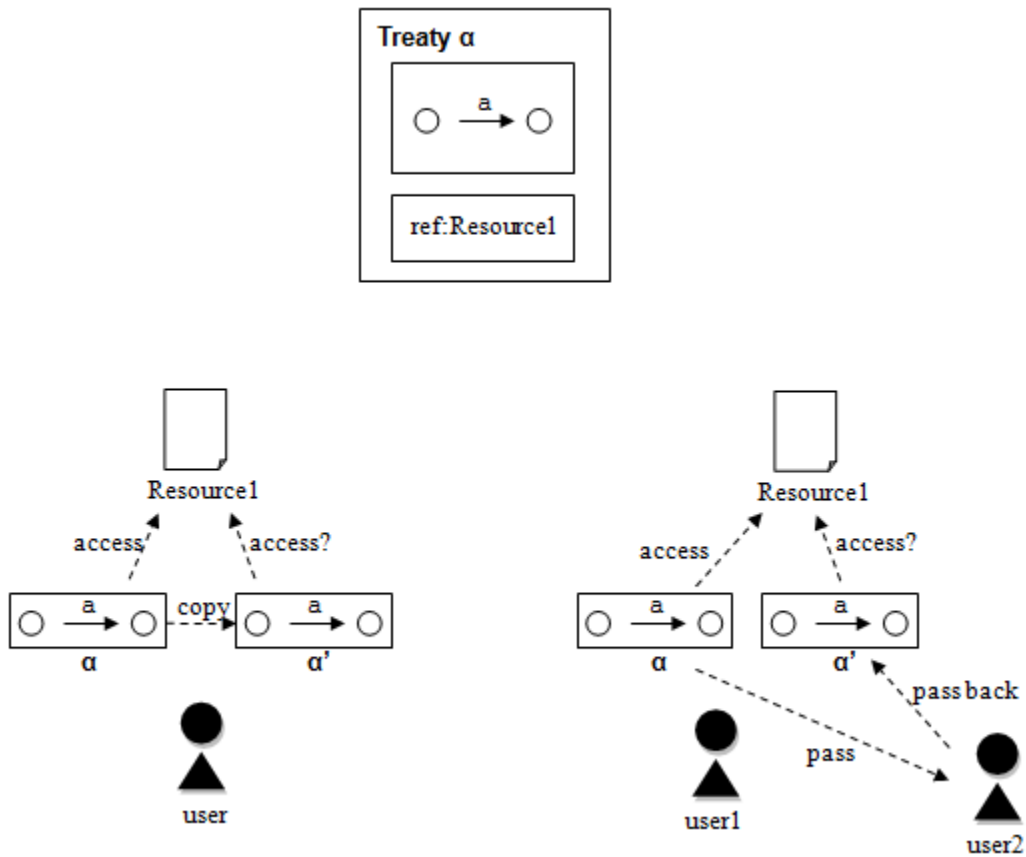 Treaty α
a
ref:Resource1
Resource1
access
access?
a
copy
a
α
α’
user
Resource1
access
access?
a
a
α
α’
pass back
pass
user1
user2